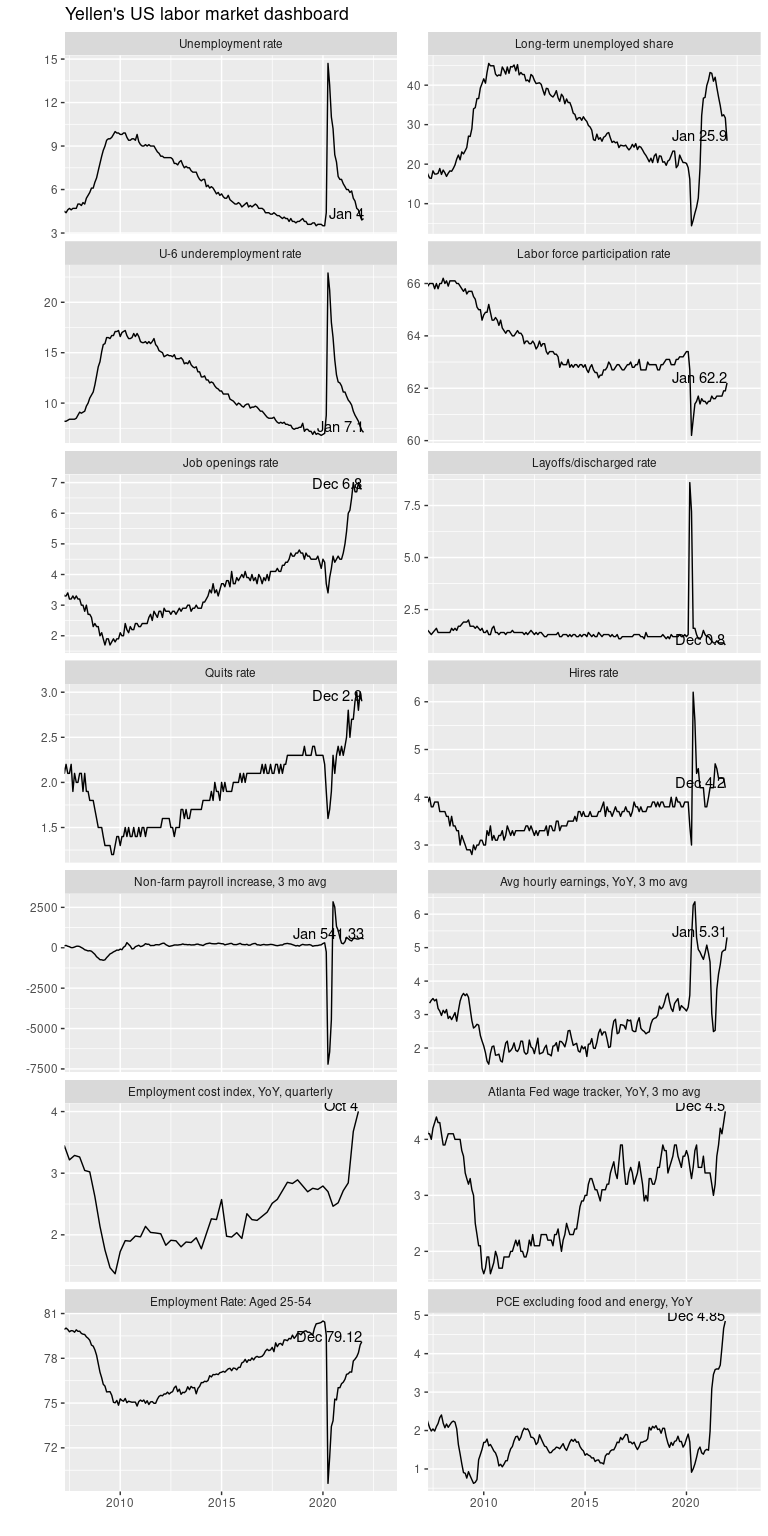 Yellen's US labor market dashboard
Unemployment rate
15
12
9
6
3
Jan 4
Long-term unemployed share
40
30
20
10
Jan 25.9
U-6 underemployment rate
20
15
10
Jan 7.1
Labor force participation rate
66
64
62
60
Jan 62.2
Job openings rate
7
6
5
4
3
2
Dec 6.8
Layoffs/discharged rate
7.5
5.0
2.5
Dec 0.8
Quits rate
3.0
2.5
2.0
1.5
Dec 2.9
Hires rate
6
5
4
3
Dec 4.2
Non-farm payroll increase, 3 mo avg
2500
0
-2500
-5000
-7500
Jan 541.33
Avg hourly earnings, YoY, 3 mo avg
6
5
4
3
2
Jan 5.31
Employment cost index, YoY, quarterly
4
3
2
Oct 4
Atlanta Fed wage tracker, YoY, 3 mo avg
4
3
2
Dec 4.5
Employment Rate: Aged 25-54
81
78
75
72
Dec 79.12
2010 2015 2020
PCE excluding food and energy, YoY
5
4
3
2
1
Dec 4.85
2010 2015 2020